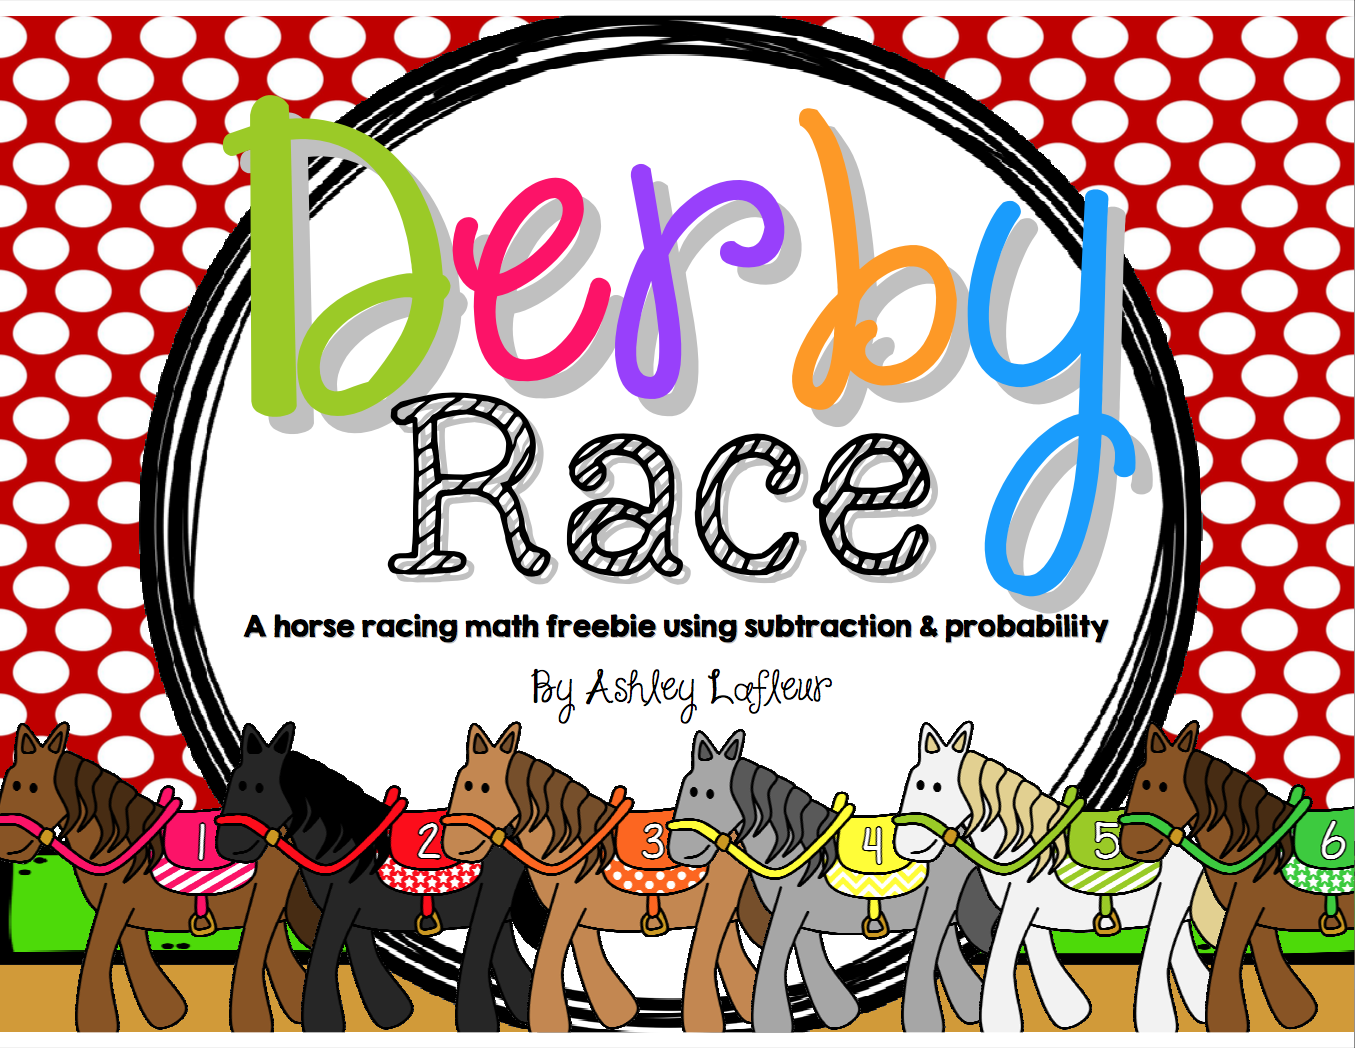 Derby
Race
A horse racing math freebie using subtraction & probability
By Ashley Lafleur
1 2 3 4 5 6